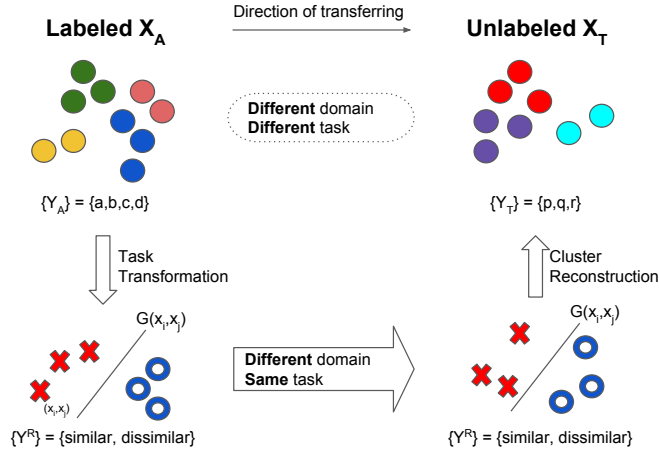 Labeled X_A
Direction of transferring
Unlabeled X_T
Different domain
Different task
{Y_A} = {a,b,c,d}
{Y_T} = {p,q,r}
Task
Transformation
Cluster
Reconstruction
G(x_i,x_j)
G(x_i,x_j)
Different domain
Same task
(x_i,x_j)
{Y^R} = {similar, dissimilar}
{Y^R} = {similar, dissimilar}